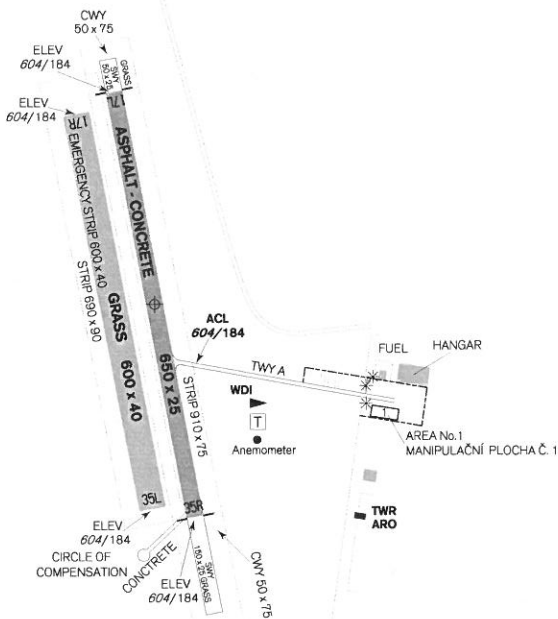 CWY
50 x 75
ELEV
604/184
SWY
50 x 25
GRASS
ELEV
604/184
17R
17L
ASPHALT - CONCRETE
EMERGENCY STRIP 600 x 40
STRIP 690 x 90
GRASS 600 x 40
650 x 25
STRIP 910 x 75
ACL
604/184
TWY A
FUEL
HANGAR
WDI
T
Anemometer
1
AREA No.1
MANIPULAČNÍ PLOCHA Č. 1
35L
35R
TWR
ARO
ELEV
604/184
CIRCLE OF
COMPENSATION
CONCTRETE
ELEV
604/184
SWY
150 x 25 GRASS
CWY 50 x 75